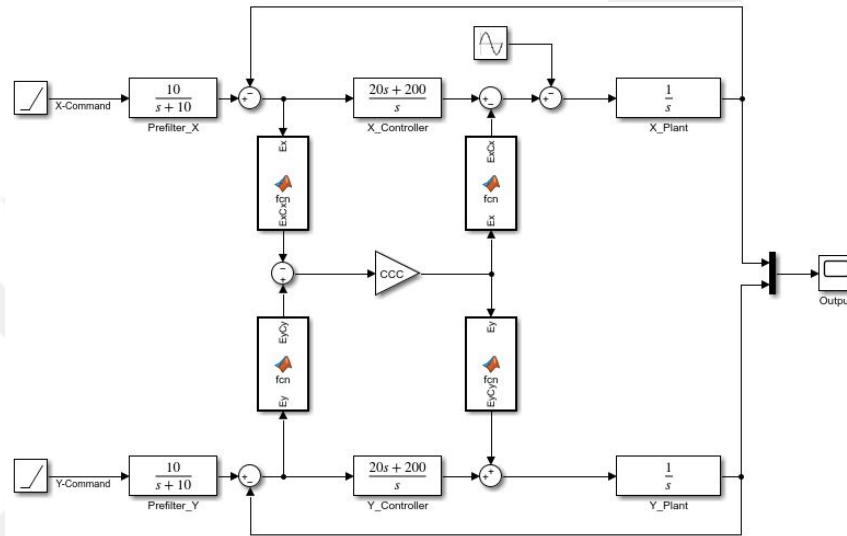 X-Command
10
s + 10
Prefilter_X
20s + 200
s
X_Controller
1
s
X_Plant
Ex
fcn
ExCx
ExCx
fcn
Ex
CCC
Outpu
EyCy
fcn
Ey
Ey
fcn
EyCy
Y-Command
10
s + 10
Prefilter_Y
20s + 200
s
Y_Controller
1
s
Y_Plant